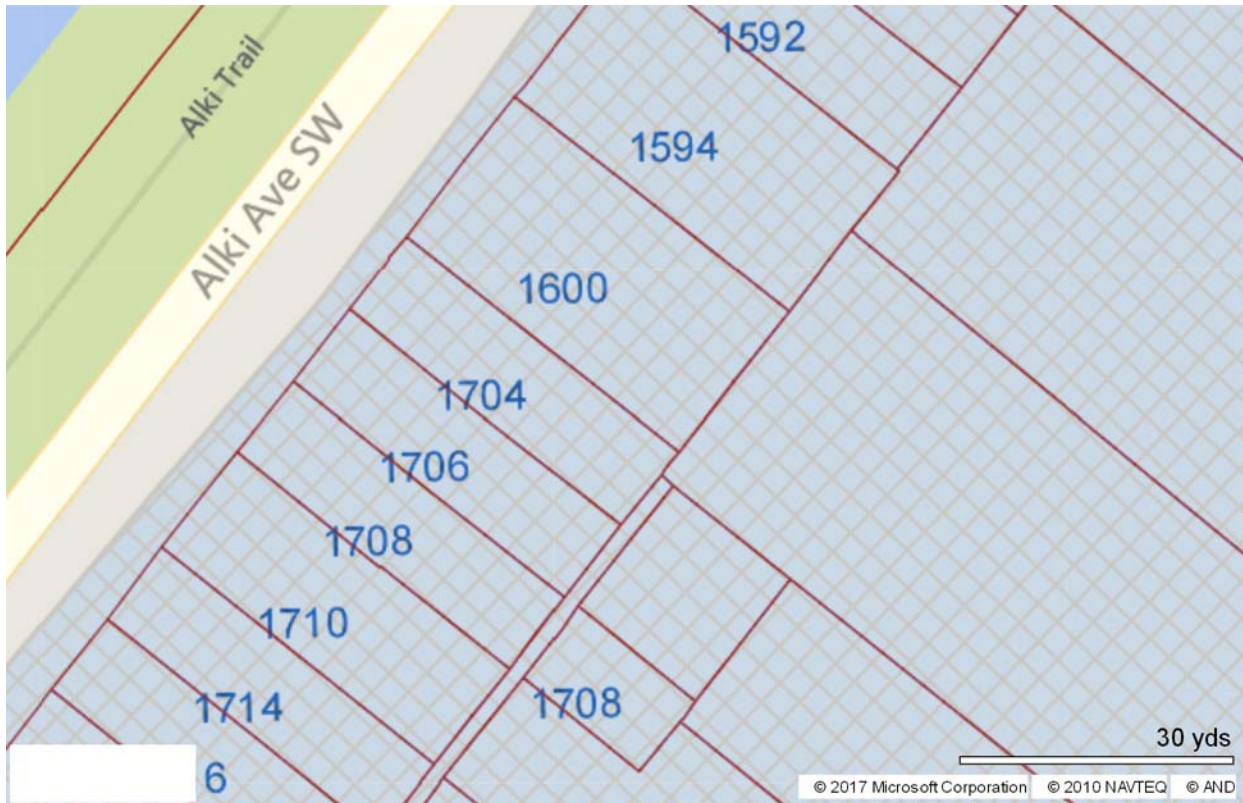 1592
Alki Trail
1594
Alki Ave SW
1600
1704
1706
1708
1710
1714
1708
6
30 yds
© 2017 Microsoft Corporation © 2010 NAVTEQ © AND